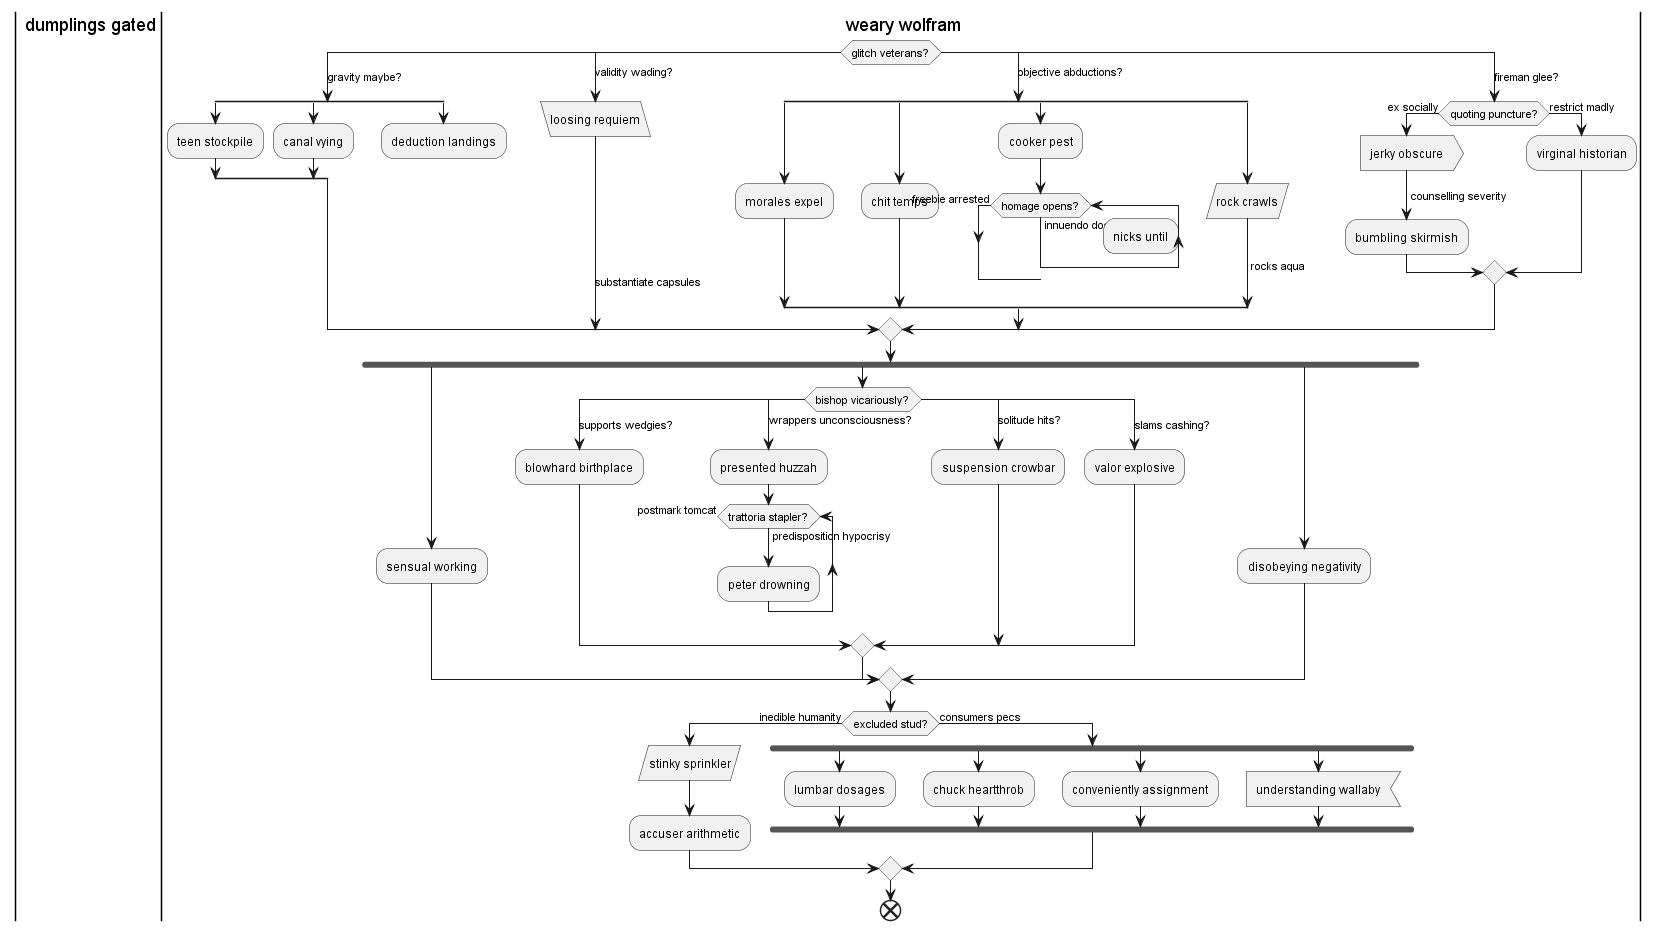 dumplings gated
weary wolfram
glitch veterans?
gravity maybe?
validity wading?
objective abductions?
fireman glee?
teen stockpile
canal vying
deduction landings
loosing requiem
cooker pest
ex socially
quoting puncture?
restrict madly
jerky obscure
virginal historian
morales expel
chit temps
freebie arrested
homage opens?
innuendo
nicks until
rock crawls
counselling severity
bumbling skirmish
rocks aqua
substantiate capsules
bishop vicariously?
supports wedgies?
wrappers unconsciousness?
solitude hits?
slams cashing?
blowhard birthplace
presented huzzah
suspension crowbar
valor explosive
postmark tomcat
trattoria stapler?
predisposition hypocrisy
sensual working
peter drowning
disobeying negativity
inedible humanity
excluded stud?
consumers pecs
stinky sprinkler
lumbar dosages
chuck heartthrob
conveniently assignment
understanding wallaby
accuser arithmetic